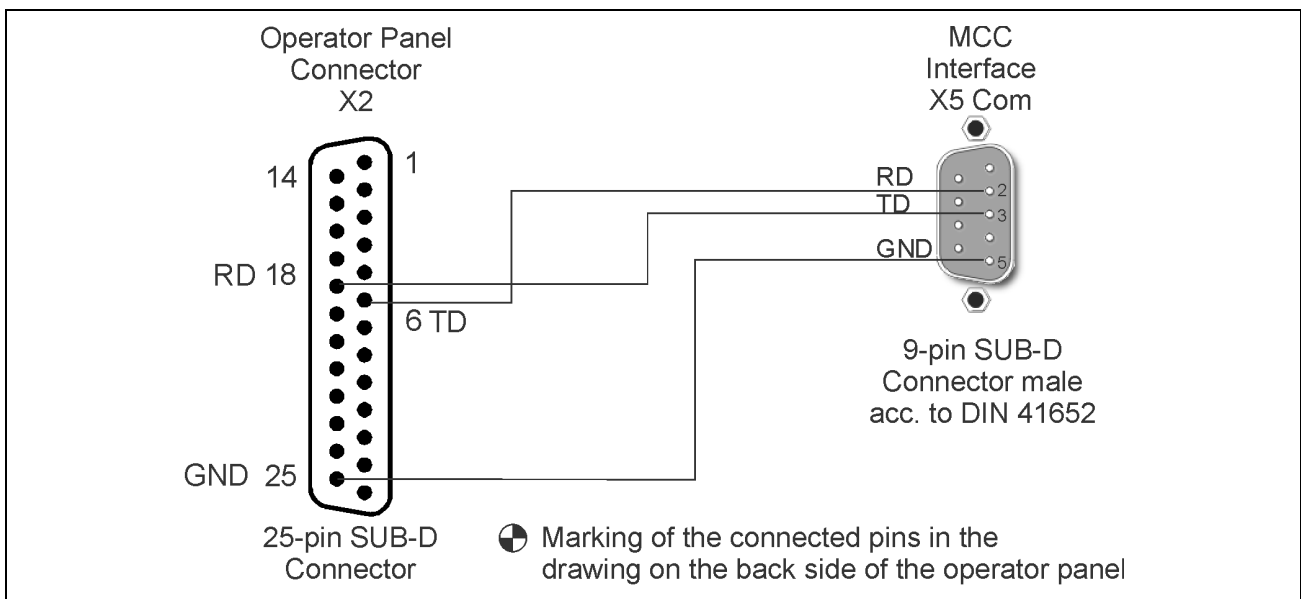 Operator Panel
Connector
X2
MCC
Interface
X5 Com
1
14
RD
2
TD
3
RD 18
GND
5
6 TD
9-pin SUB-D
Connector male
acc. to DIN 41652
GND 25
25-pin SUB-D
Connector
Marking of the connected pins in the
drawing on the back side of the operator panel